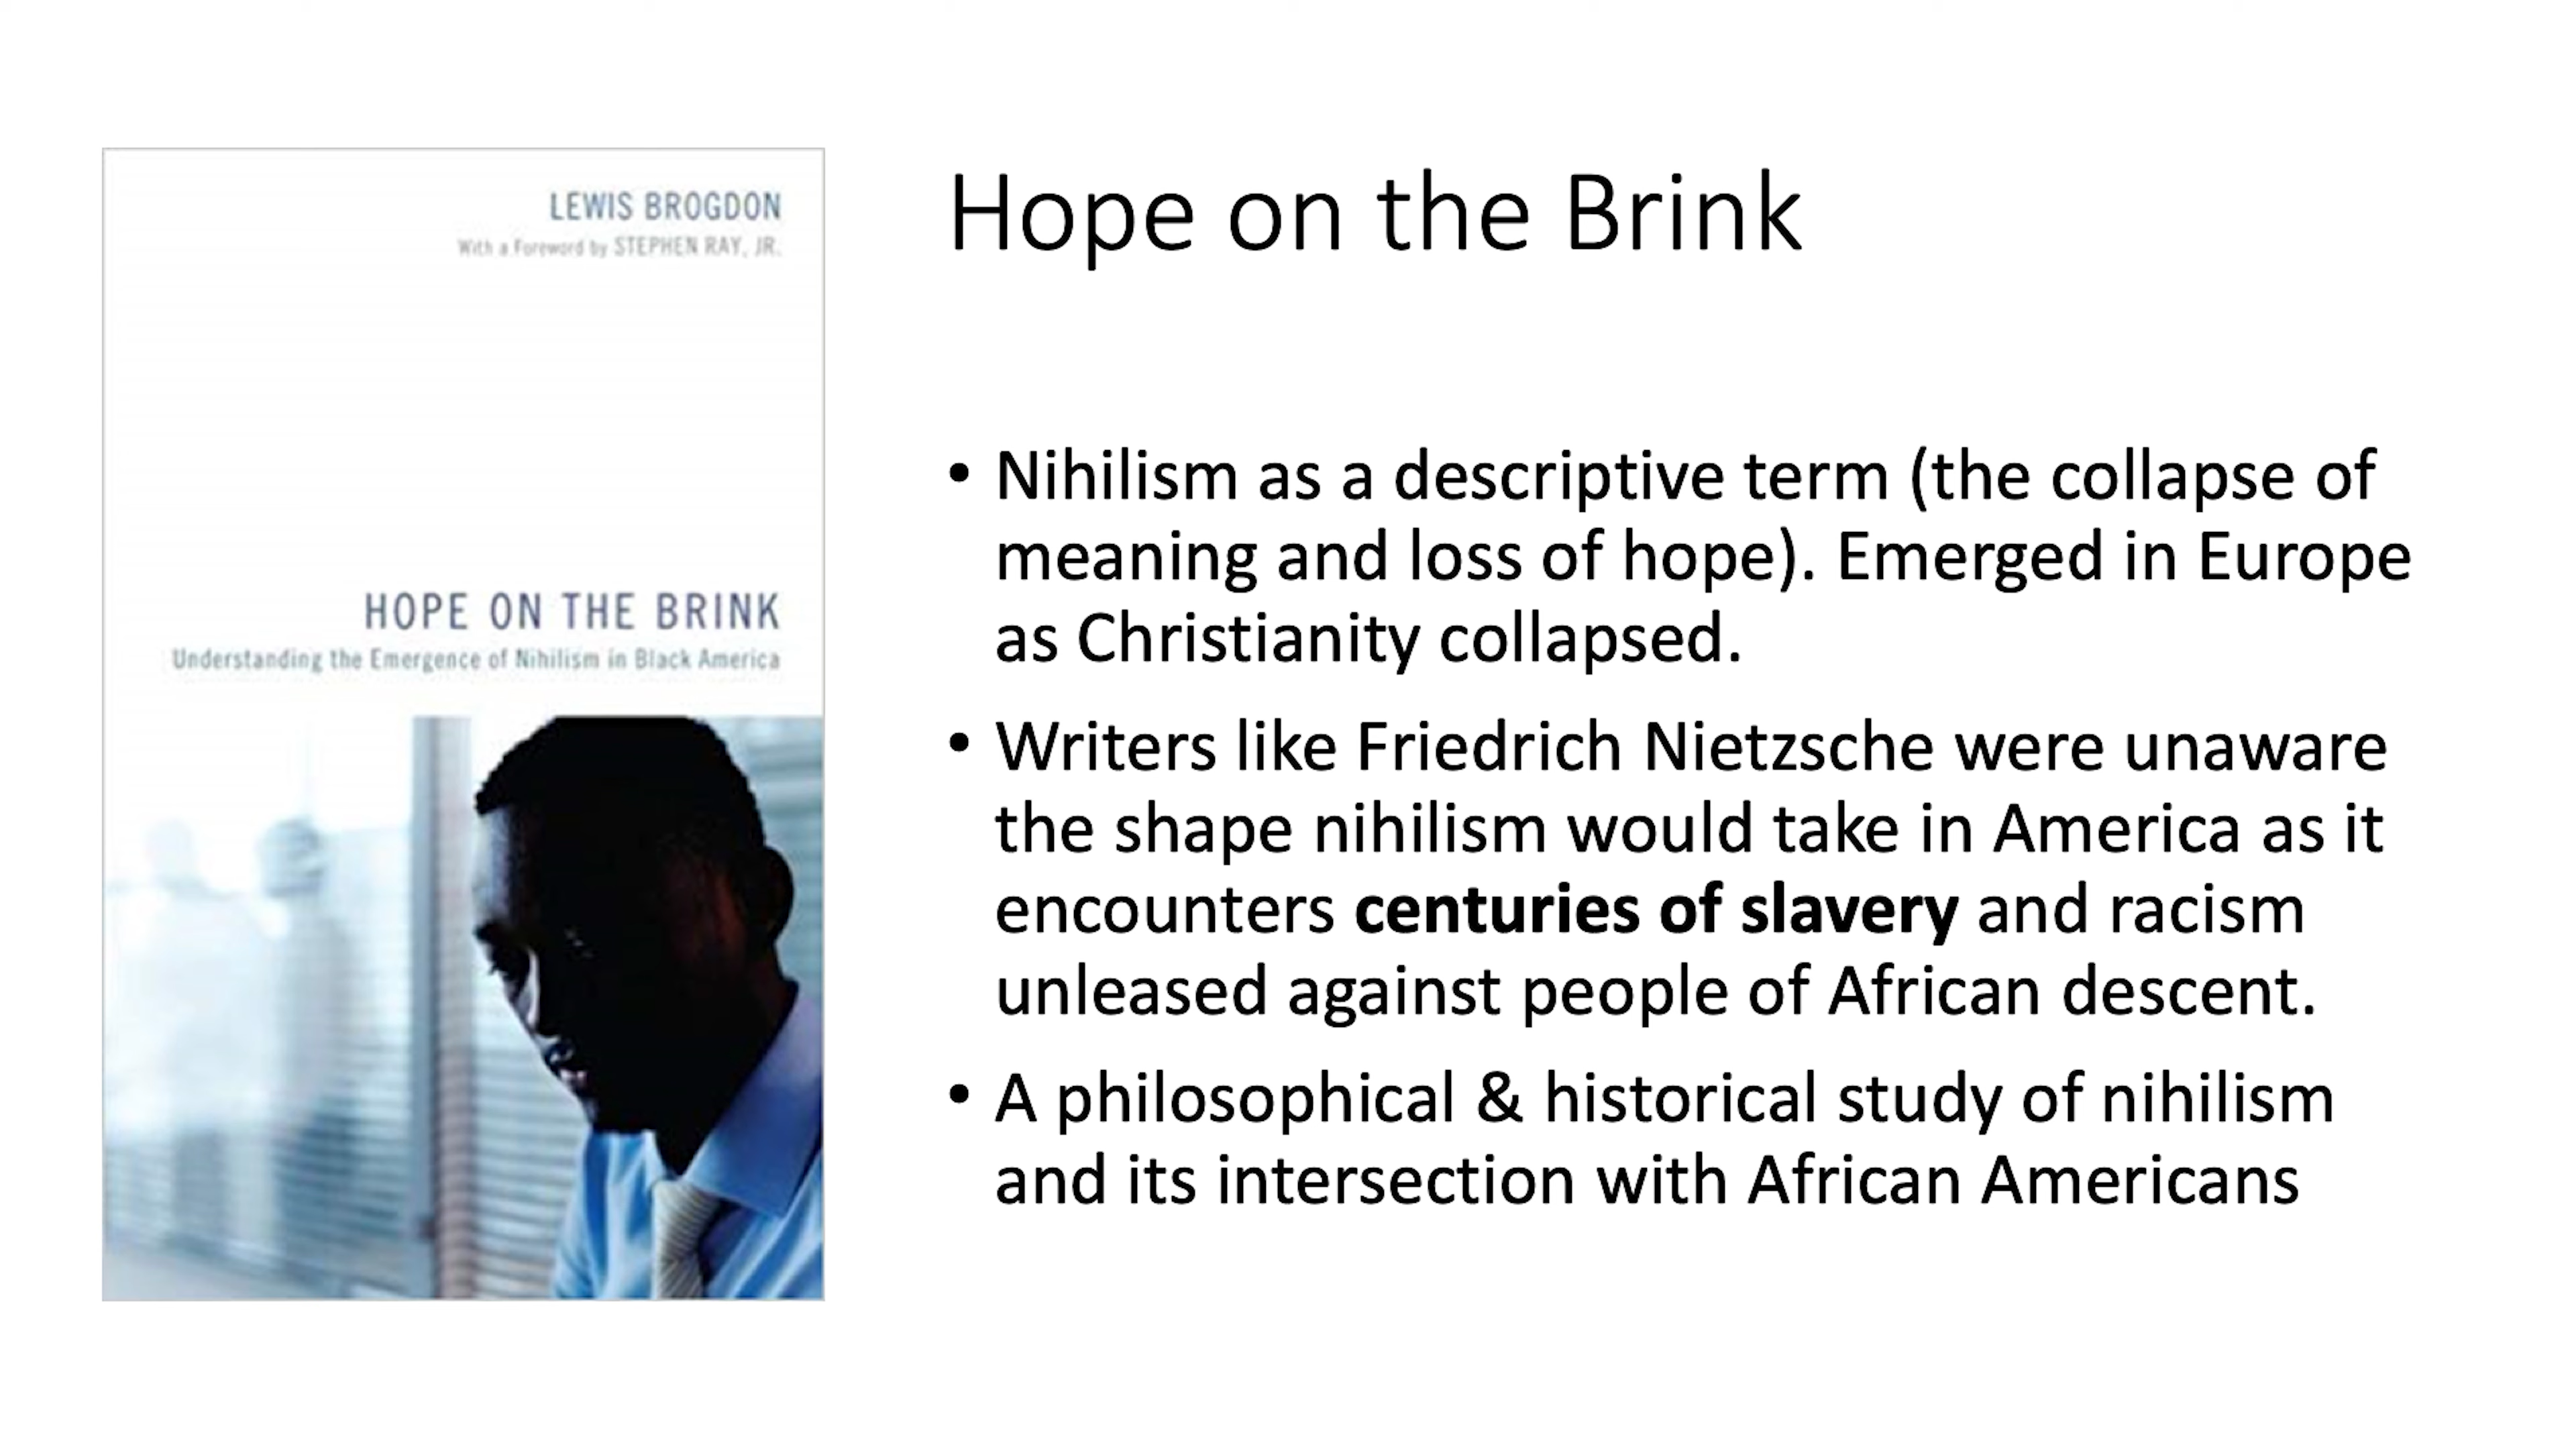 LEWIS BROGDON
With a Foreword by STEPHEN RAY, JR.
HOPE ON THE BRINK
Understanding the Emergence of Nihilism in Black America
Hope on the Brink
• Nihilism as a descriptive term (the collapse of
meaning and loss of hope). Emerged in Europe
as Christianity collapsed.
• Writers like Friedrich Nietzsche were unaware
the shape nihilism would take in America as it
encounters centuries of slavery and racism
unleased against people of African descent.
• A philosophical & historical study of nihilism
and its intersection with African Americans